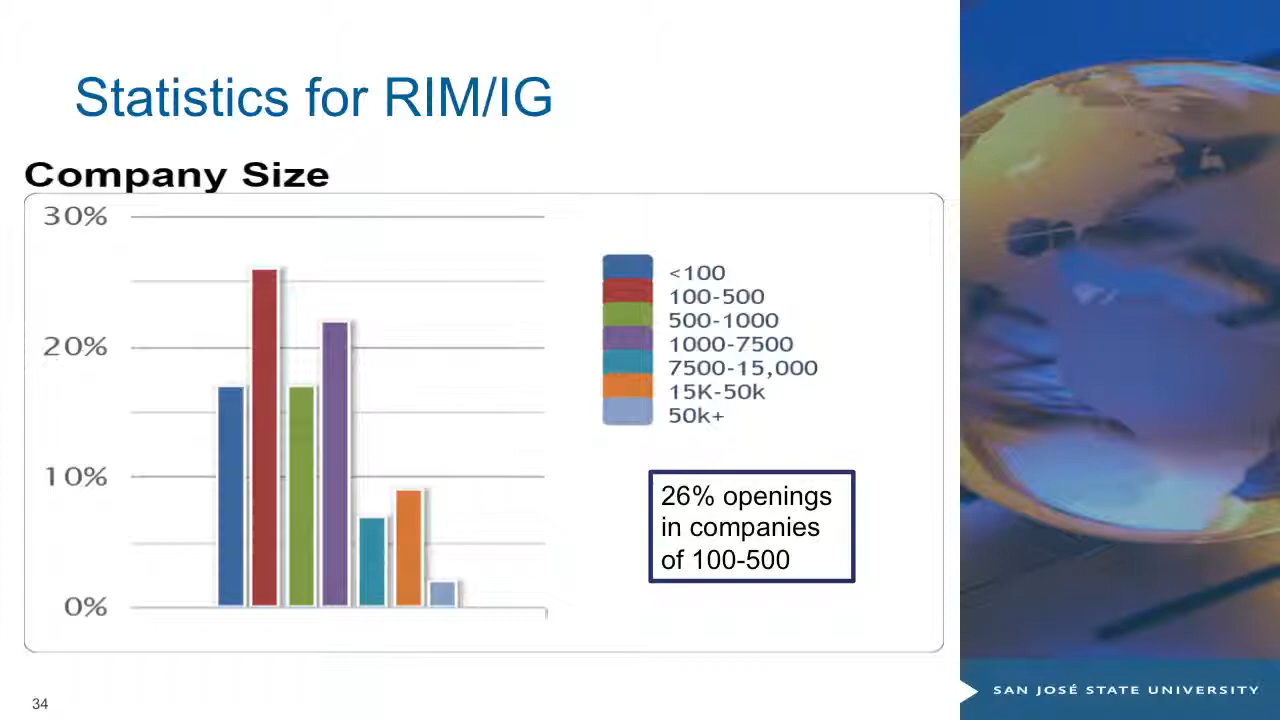 Statistics for RIM/IG
Company Size
30%
20%
10%
0%
<100
100-500
500-1000
1000-7500
7500-15,000
15K-50k
50k+
26% openings
in companies
of 100-500
34
SAN JOSÉ STATE UNIVERSITY